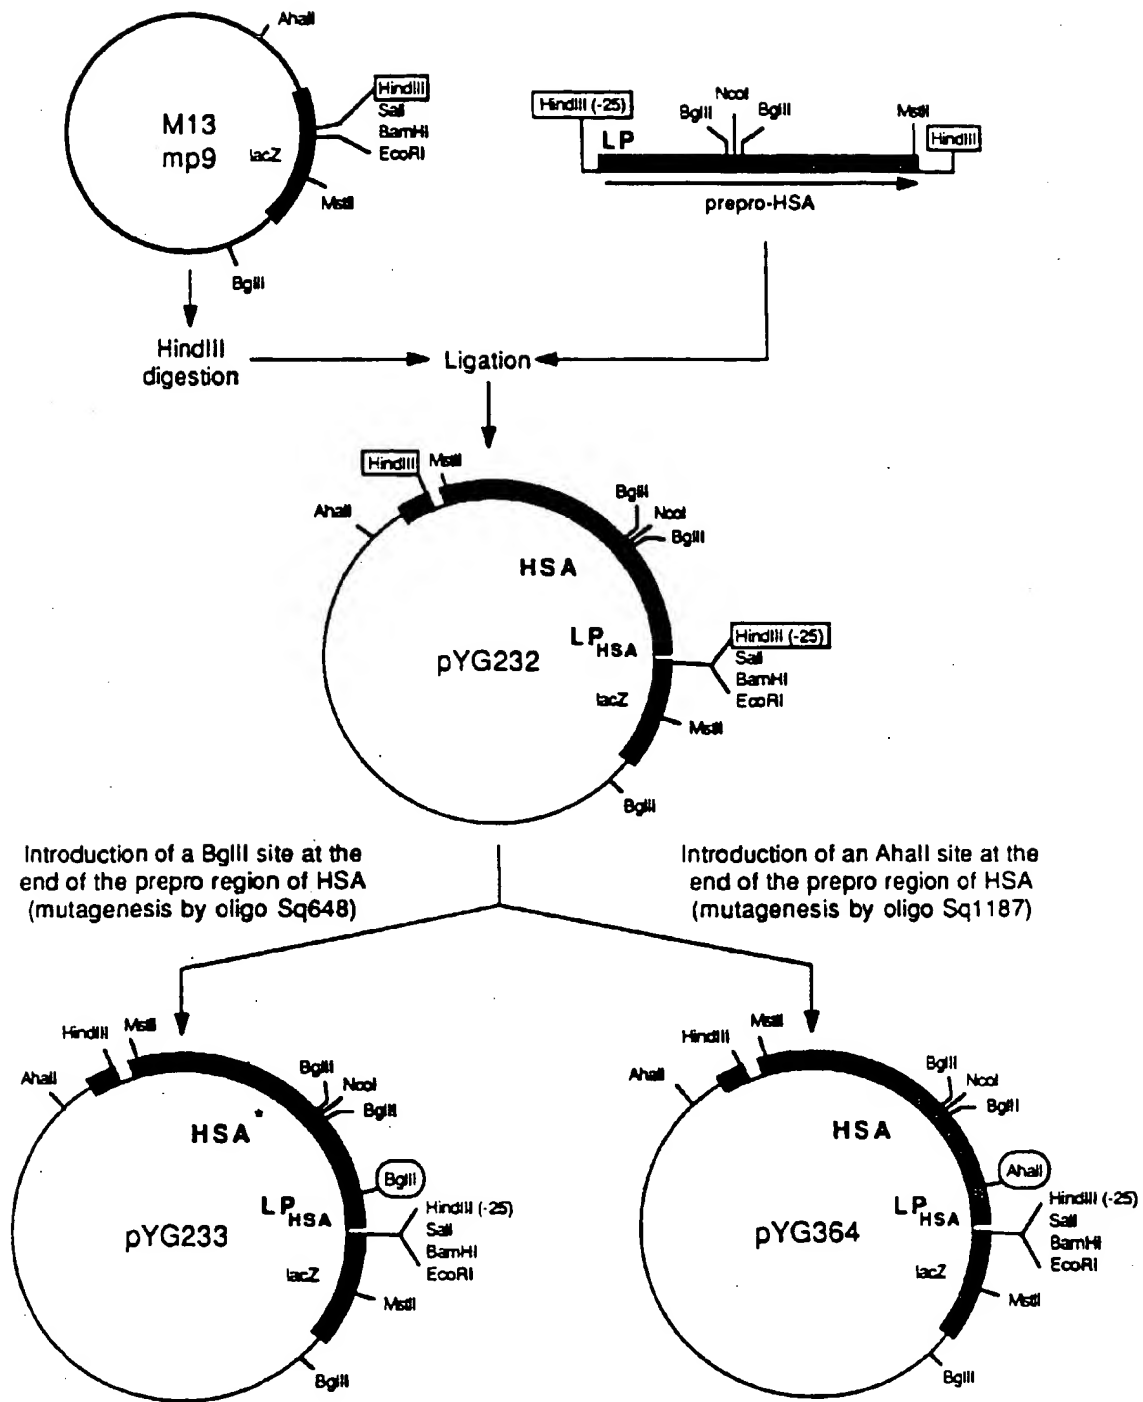 AhaII
HindIII
SalI
BamHI
EcoRI
M13
mp9
lacZ
MstII
BglII
HindIII (-25)
LP
BglII
NcoI
BglII
MstII
HindIII
prepro-HSA
HindIII
digestion
Ligation
HindIII
MstII
AhaII
BglII
NcoI
BglII
HSA
LP HSA
pYG232
lacZ
HindIII (-25)
SalI
BamHI
EcoRI
MstII
BglII
Introduction of a BglII site at the
end of the prepro region of HSA
(mutagenesis by oligo Sq648)
Introduction of an AhaII site at the
end of the prepro region of HSA
(mutagenesis by oligo Sq1187)
HindIII
MstII
AhaII
BglII
NcoI
BglII
HSA*
BglII
LP HSA
pYG233
lacZ
HindIII (-25)
SalI
BamHI
EcoRI
MstII
BglII
HindIII
MstII
AhaII
BglII
NcoI
BglII
HSA
AhaII
LP HSA
pYG364
lacZ
HindIII (-25)
SalI
BamHI
EcoRI
MstII
BglII